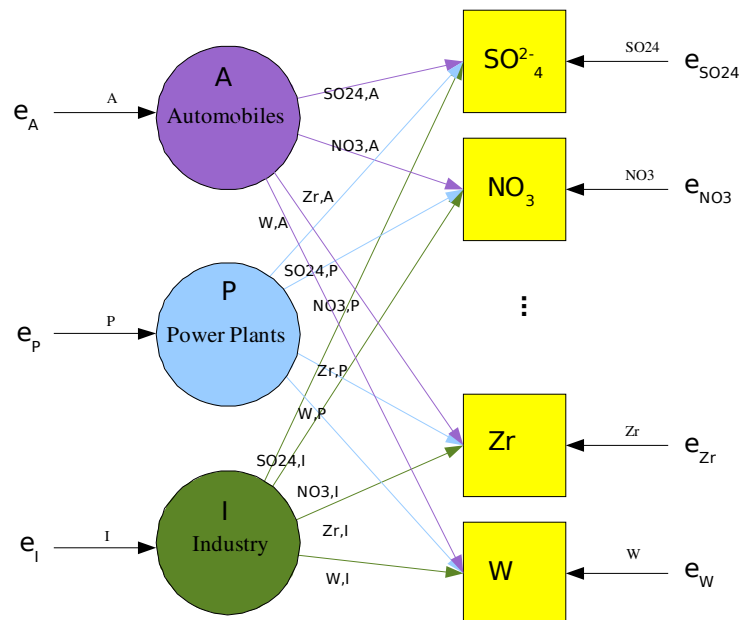 A
Automobiles
e_A
A
SO24,A
NO3,A
Zr,A
W,A
P
Power Plants
e_P
P
SO24,P
NO3,P
Zr,P
W,P
I
Industry
e_I
I
SO24,I
NO3,I
Zr,I
W,I
SO²⁻₄
SO24
e_SO24
NO₃
NO3
e_NO3
⋮
Zr
Zr
e_Zr
W
W
e_W